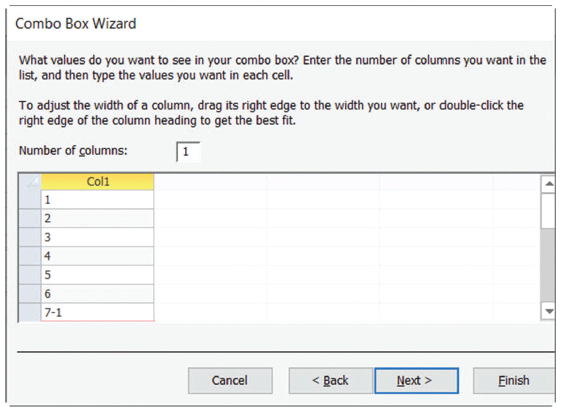 Combo Box Wizard
What values do you want to see in your combo box? Enter the number of columns you want in the
list, and then type the values you want in each cell.
To adjust the width of a column, drag its right edge to the width you want, or double-click the
right edge of the column heading to get the best fit.
Number of columns: 1
Col1
1
2
3
4
5
6
7-1
Cancel < Back Next > Finish